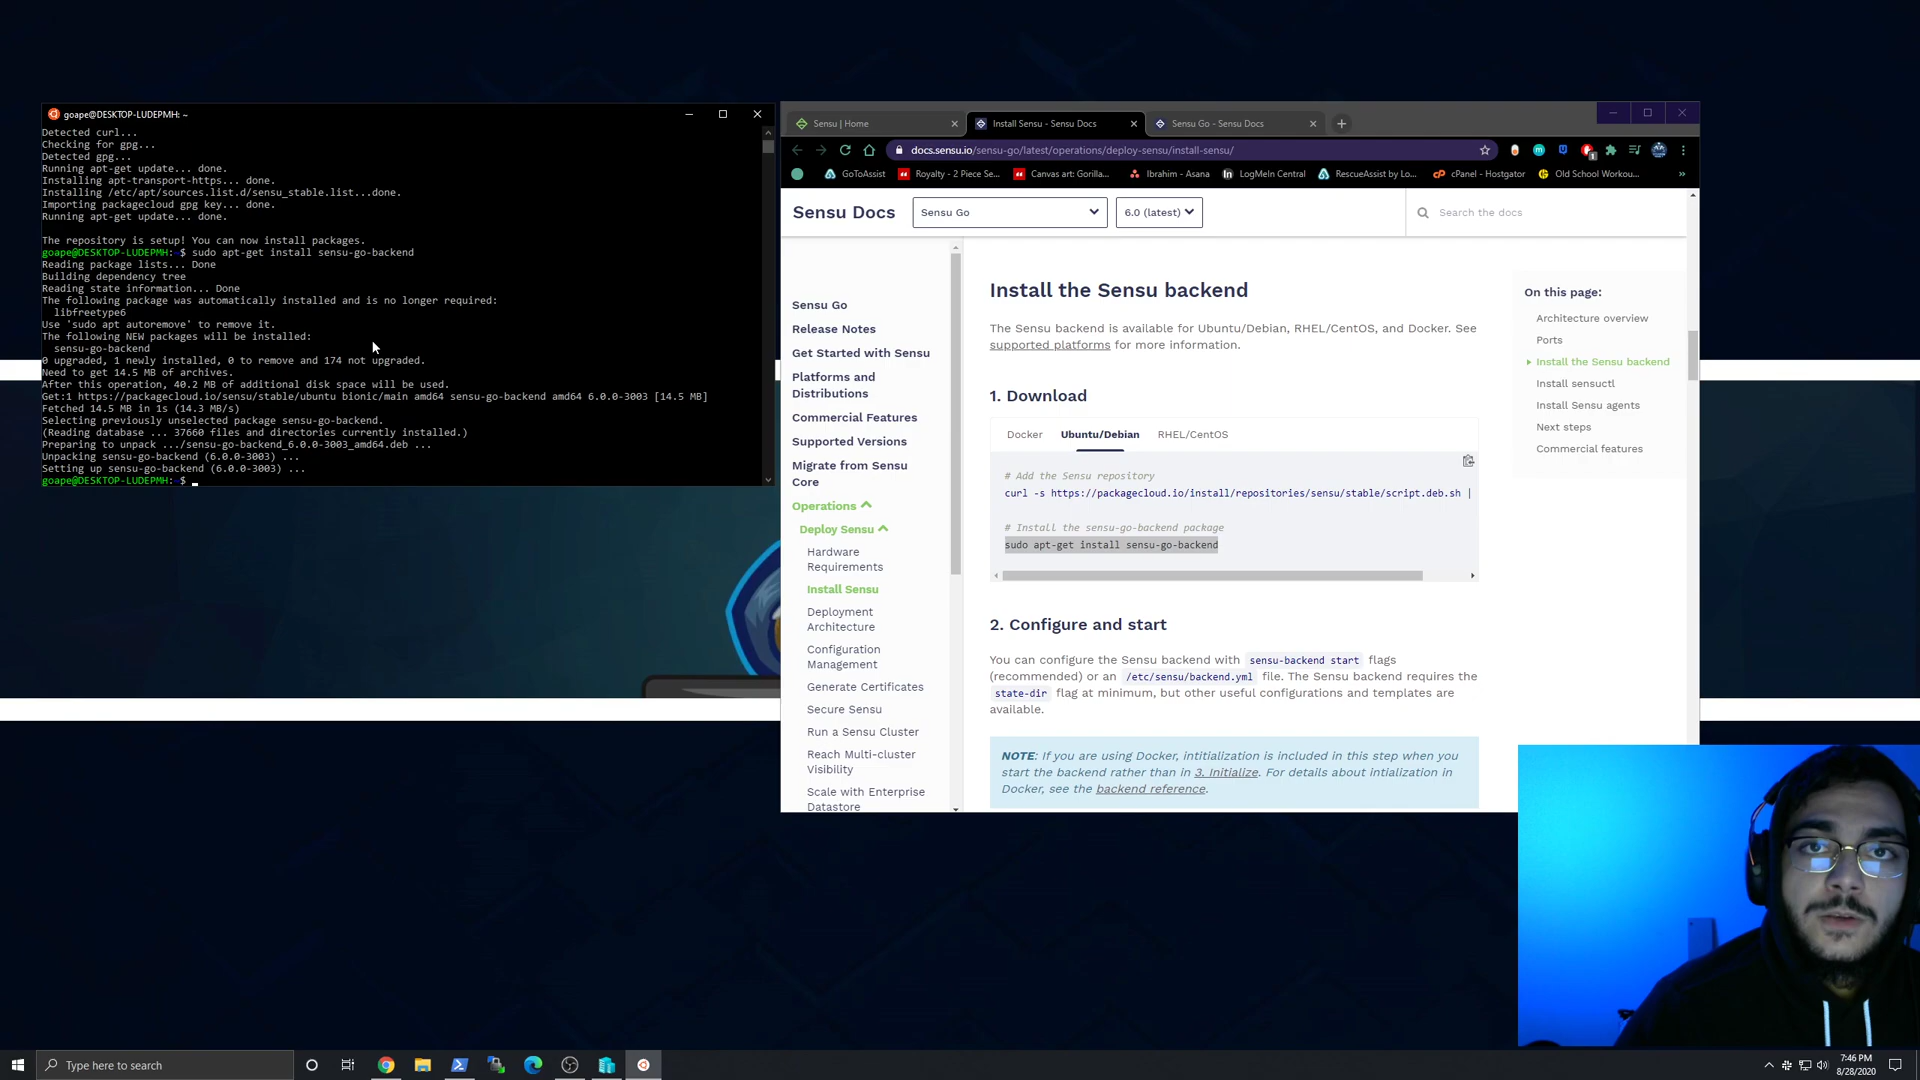 goape@DESKTOP-LUDEPMH: ~
Detected curl...
Checking for gpg...
Detected gpg...
Running apt-get update... done.
Installing apt-transport-https... done.
Installing /etc/apt/sources.list.d/sensu_stable.list...done.
Importing packagecloud gpg key... done.
Running apt-get update... done.
The repository is setup! You can now install packages.
goape@DESKTOP-LUDEPMH:~$ sudo apt-get install sensu-go-backend
Reading package lists... Done
Building dependency tree
Reading state information... Done
The following package was automatically installed and is no longer required:
libfreetype6
Use 'sudo apt autoremove' to remove it.
The following NEW packages will be installed:
sensu-go-backend
0 upgraded, 1 newly installed, 0 to remove and 174 not upgraded.
Need to get 14.5 MB of archives.
After this operation, 40.2 MB of additional disk space will be used.
Get:1 https://packagecloud.io/sensu/stable/ubuntu bionic/main amd64 sensu-go-backend amd64 6.0.0-3003 [14.5 MB]
Fetched 14.5 MB in 1s (14.3 MB/s)
Selecting previously unselected package sensu-go-backend.
(Reading database ... 37660 files and directories currently installed.)
Preparing to unpack .../sensu-go-backend_6.0.0-3003_amd64.deb ...
Unpacking sensu-go-backend (6.0.0-3003) ...
Setting up sensu-go-backend (6.0.0-3003) ...
goape@DESKTOP-LUDEPMH:~$
Sensu | Home
Install Sensu - Sensu Docs
Sensu Go - Sensu Docs
docs.sensu.io/sensu-go/latest/operations/deploy-sensu/install-sensu/
GoToAssist
Royalty - 2 Piece Se...
Canvas art: Gorilla...
Ibrahim - Asana
LogMeIn Central
RescueAssist by Lo...
cPanel - Hostgator
Old School Workou...
Sensu Docs
Sensu Go
6.0 (latest)
Search the docs
Sensu Go
Release Notes
Get Started with Sensu
Platforms and
Distributions
Commercial Features
Supported Versions
Migrate from Sensu
Core
Operations
Deploy Sensu
Hardware
Requirements
Install Sensu
Deployment
Architecture
Configuration
Management
Generate Certificates
Secure Sensu
Run a Sensu Cluster
Reach Multi-cluster
Visibility
Scale with Enterprise
Datastore
Install the Sensu backend
The Sensu backend is available for Ubuntu/Debian, RHEL/CentOS, and Docker. See
supported platforms for more information.
1. Download
Docker
Ubuntu/Debian
RHEL/CentOS
# Add the Sensu repository
curl -s https://packagecloud.io/install/repositories/sensu/stable/script.deb.sh |
# Install the sensu-go-backend package
sudo apt-get install sensu-go-backend
2. Configure and start
You can configure the Sensu backend with sensu-backend start flags
(recommended) or an /etc/sensu/backend.yml file. The Sensu backend requires the
state-dir flag at minimum, but other useful configurations and templates are
available.
NOTE: If you are using Docker, intitialization is included in this step when you
start the backend rather than in 3. Initialize. For details about intialization in
Docker, see the backend reference.
On this page:
Architecture overview
Ports
Install the Sensu backend
Install sensuctl
Install Sensu agents
Next steps
Commercial features
Type here to search
7:46 PM
8/28/2020